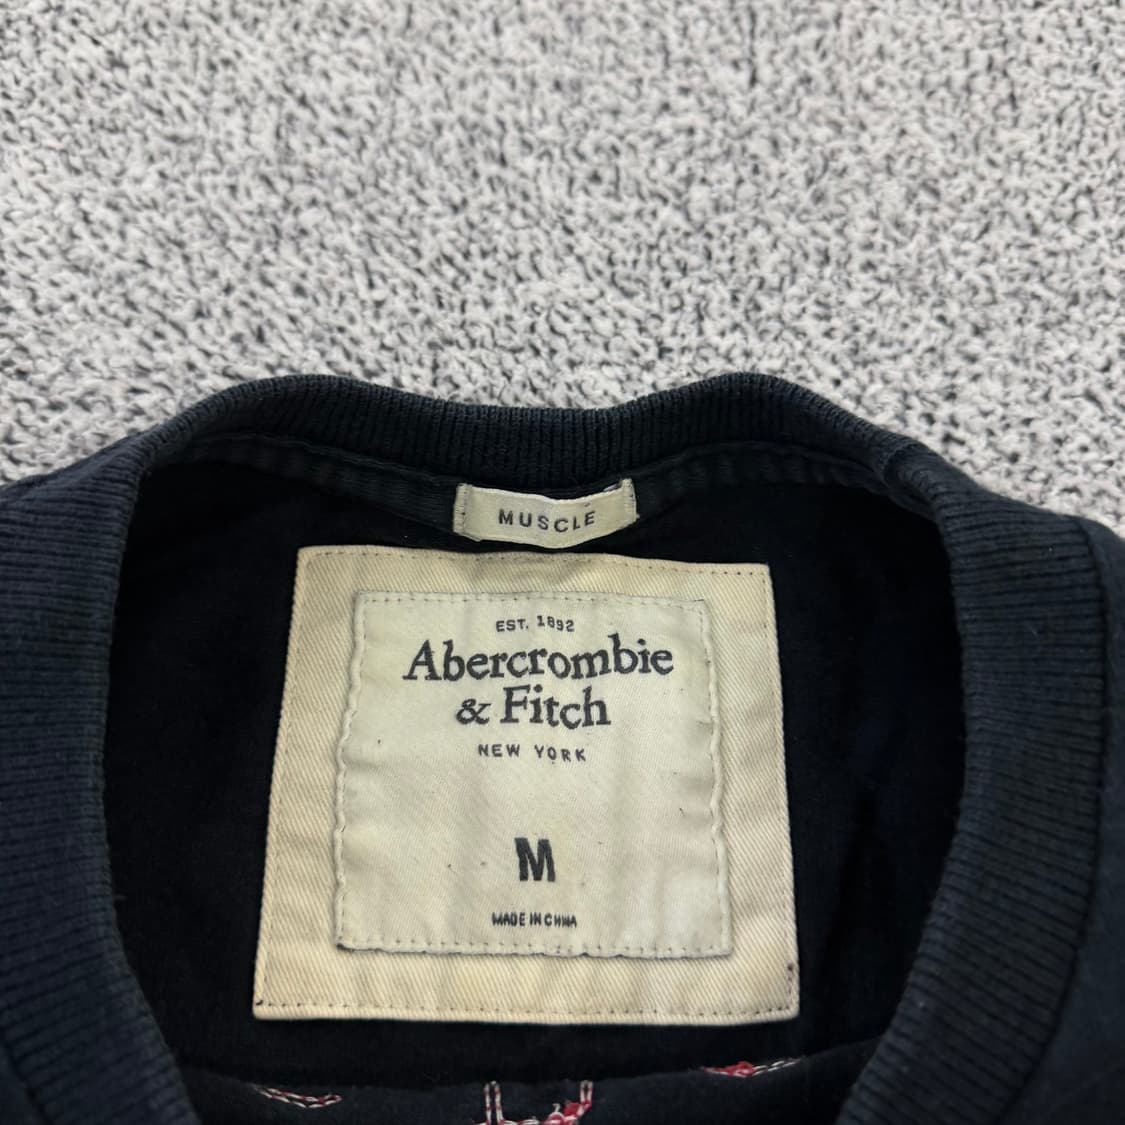 MUSCLE
EST. 1892
Abercrombie
& Fitch
NEW YORK
M
MADE IN CHINA